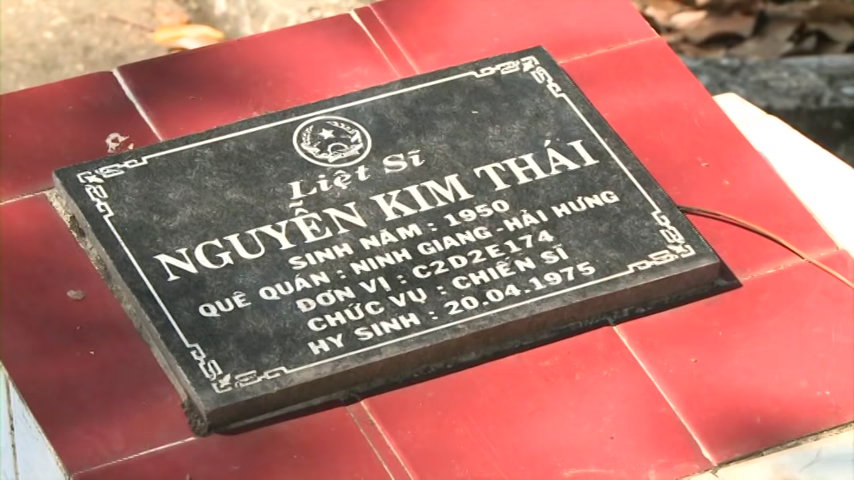 Liệt Sĩ
NGUYỄN KIM THÁI
SINH NĂM : 1950
QUÊ QUÁN : NINH GIANG - HẢI HƯNG
ĐƠN VỊ : C2D2E174
CHỨC VỤ : CHIẾN SĨ
HY SINH : 20.04.1975